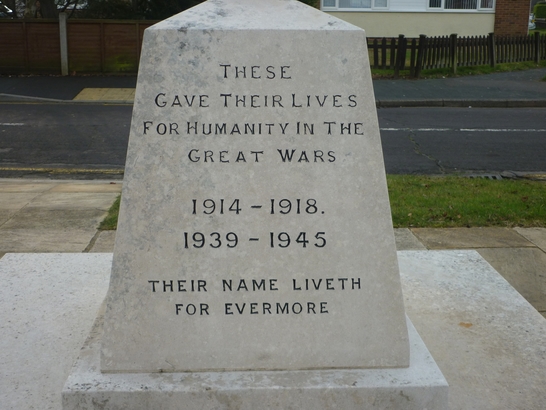 THESE
GAVE THEIR LIVES
FOR HUMANITY IN THE
GREAT WARS
1914 - 1918.
1939 - 1945
THEIR NAME LIVETH
FOR EVERMORE